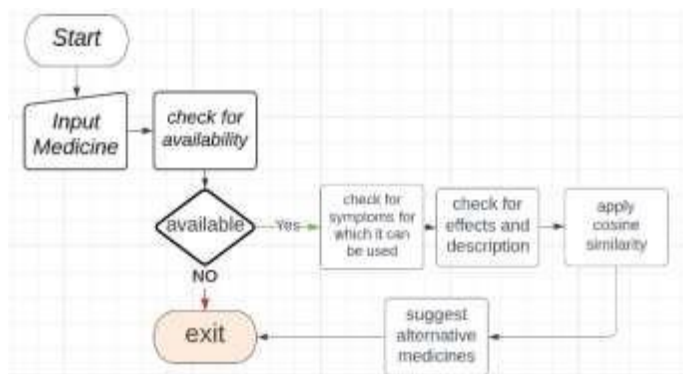 Start
Input
Medicine
check for
availability
available
Yes
check for
symploms for
which it can
be used
check for
effects and
description
apply
cosine
similarity
NO
exit
suggest
alternative
medicines